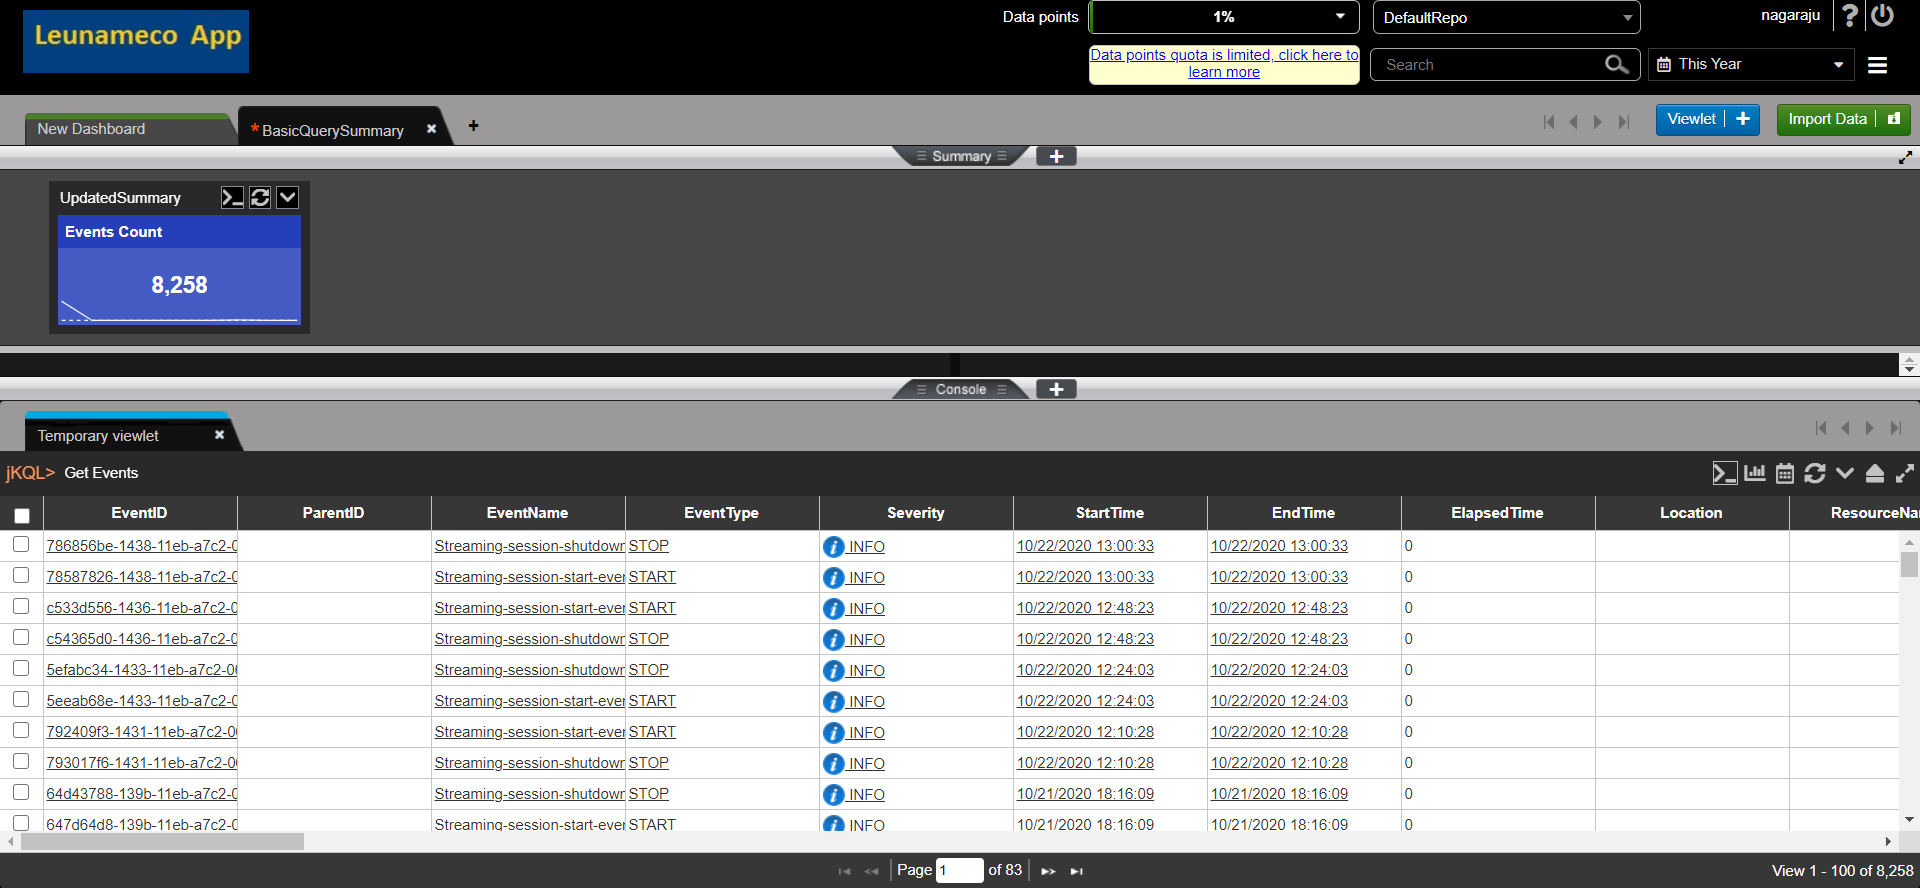 Leunameco App
Data points 1% DefaultRepo nagaraju ?
Data points quota is limited, click here to
learn more
Search This Year
New Dashboard *BasicQuerySummary × + Viewlet + Import Data
Summary +
UpdatedSummary
Events Count
8,258
Console +
Temporary viewlet ×
jKQL> Get Events
EventID ParentID EventName EventType Severity StartTime EndTime ElapsedTime Location ResourceNa
786856be-1438-11eb-a7c2-0 Streaming-session-shutdown STOP INFO 10/22/2020 13:00:33 10/22/2020 13:00:33 0
78587826-1438-11eb-a7c2-0 Streaming-session-start-ever START INFO 10/22/2020 13:00:33 10/22/2020 13:00:33 0
c533d556-1436-11eb-a7c2-0 Streaming-session-start-ever START INFO 10/22/2020 12:48:23 10/22/2020 12:48:23 0
c54365d0-1436-11eb-a7c2-0 Streaming-session-shutdown STOP INFO 10/22/2020 12:48:23 10/22/2020 12:48:23 0
5efabc34-1433-11eb-a7c2-0 Streaming-session-shutdown STOP INFO 10/22/2020 12:24:03 10/22/2020 12:24:03 0
5eeab68e-1433-11eb-a7c2-0 Streaming-session-start-ever START INFO 10/22/2020 12:24:03 10/22/2020 12:24:03 0
792409f3-1431-11eb-a7c2-0 Streaming-session-start-ever START INFO 10/22/2020 12:10:28 10/22/2020 12:10:28 0
793017f6-1431-11eb-a7c2-0 Streaming-session-shutdown STOP INFO 10/22/2020 12:10:28 10/22/2020 12:10:28 0
64d43788-139b-11eb-a7c2-0 Streaming-session-shutdown STOP INFO 10/21/2020 18:16:09 10/21/2020 18:16:09 0
647d64d8-139b-11eb-a7c2-0 Streaming-session-start-ever START INFO 10/21/2020 18:16:09 10/21/2020 18:16:09 0
Page 1 of 83 View 1 - 100 of 8,258